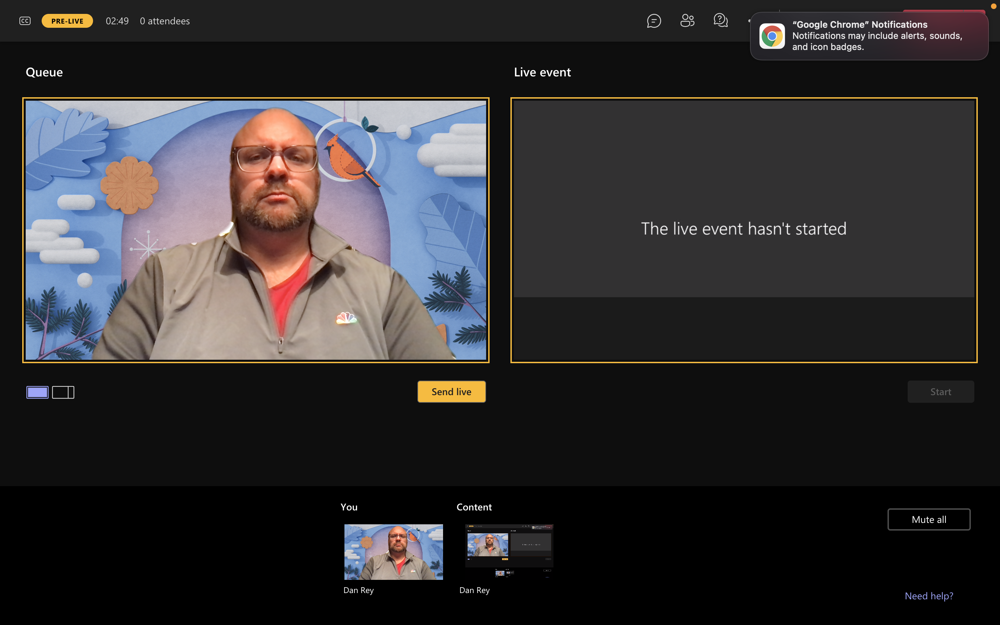 CC
PRE-LIVE
02:49
0 attendees
“Google Chrome” Notifications
Notifications may include alerts, sounds,
and icon badges.
Queue
Live event
The live event hasn't started
Send live
Start
You
Content
Mute all
Dan Rey
Dan Rey
Need help?